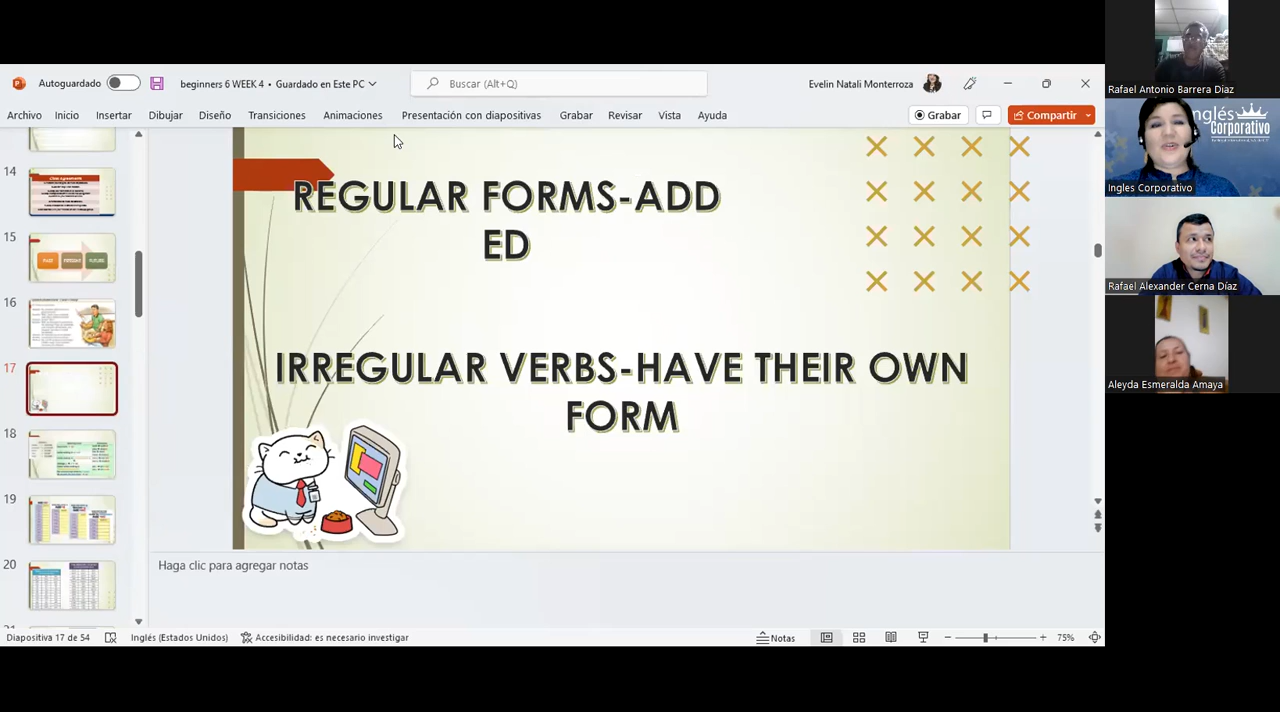 Autoguardado
beginners 6 WEEK 4 • Guardado en Este PC
Buscar (Alt+Q)
Evelin Natali Monterroza
Archivo Inicio Insertar Dibujar Diseño Transiciones Animaciones Presentación con diapositivas Grabar Revisar Vista Ayuda
Grabar
Compartir
14
15
16
17
18
19
20
REGULAR FORMS-ADD
ED
IRREGULAR VERBS-HAVE THEIR OWN
FORM
Haga clic para agregar notas
Diapositiva 17 de 54
Inglés (Estados Unidos)
Accesibilidad: es necesario investigar
Notas
75%
Rafael Antonio Barrera Diaz
Inglés
Corporativo
Ingles Corporativo
Rafael Alexander Cerna Díaz
Aleyda Esmeralda Amaya